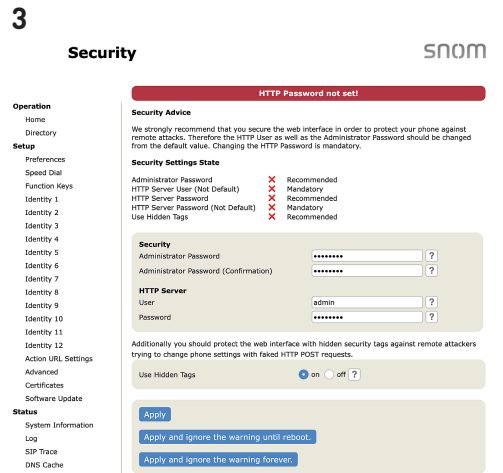 3
Security
snom
HTTP Password not set!
Operation
Home
Directory
Setup
Preferences
Speed Dial
Function Keys
Identity 1
Identity 2
Identity 3
Identity 4
Identity 5
Identity 6
Identity 7
Identity 8
Identity 9
Identity 10
Identity 11
Identity 12
Action URL Settings
Advanced
Certificates
Software Update
Status
System Information
Log
SIP Trace
DNS Cache
Security Advice
We strongly recommend that you secure the web interface in order to protect your phone against
remote attacks. Therefore the HTTP User as well as the Administrator Password should be changed
from the default value. Changing the HTTP Password is mandatory.
Security Settings State
Administrator Password ✗ Recommended
HTTP Server User (Not Default) ✗ Mandatory
HTTP Server Password ✗ Recommended
HTTP Server Password (Not Default) ✗ Mandatory
Use Hidden Tags ✗ Recommended
Security
Administrator Password •••••••• ?
Administrator Password (Confirmation) •••••••• ?
HTTP Server
User admin ?
Password •••••••• ?
Additionally you should protect the web interface with hidden security tags against remote attackers
trying to change phone settings with faked HTTP POST requests.
Use Hidden Tags on off ?
Apply
Apply and ignore the warning until reboot.
Apply and ignore the warning forever.